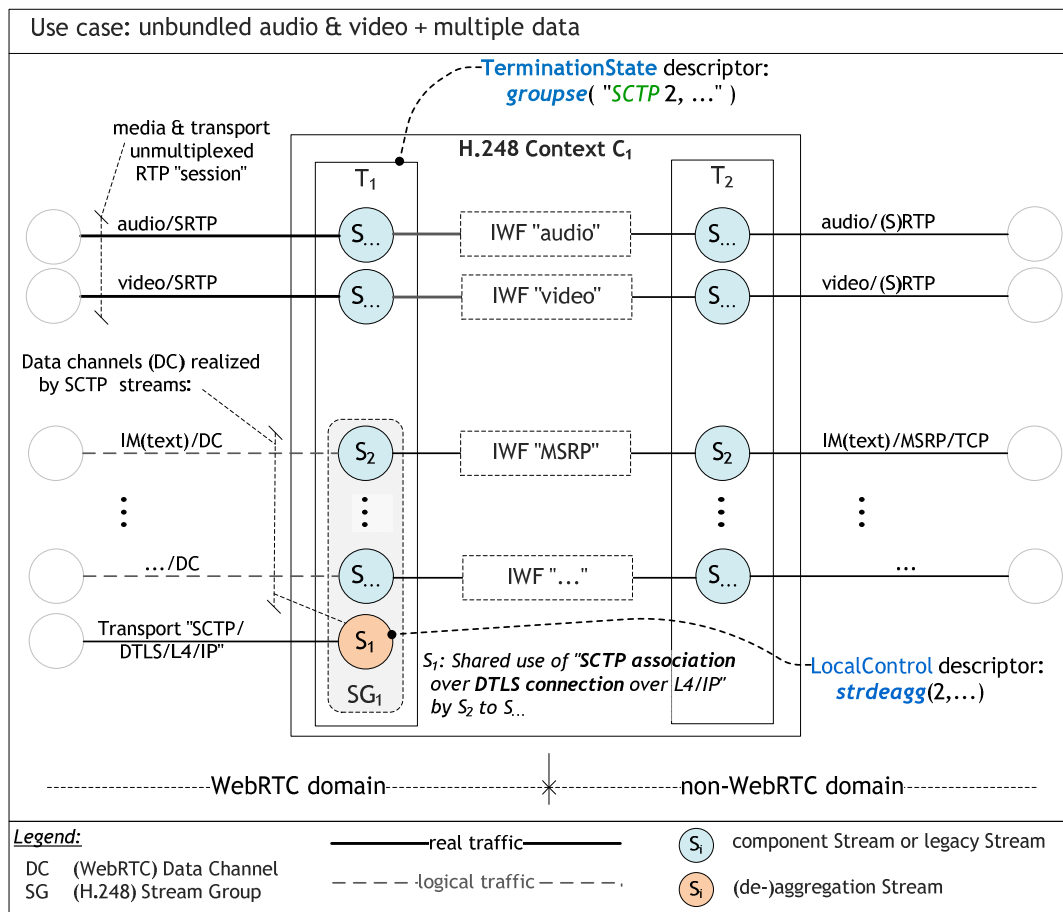 Use case: unbundled audio & video + multiple data
TerminationState descriptor:
groupse( "SCTP 2, ..." )
media & transport
unmultiplexed
RTP "session"
H.248 Context C1
T1
T2
audio/SRTP
S...
IWF "audio"
S...
audio/(S)RTP
video/SRTP
S...
IWF "video"
S...
video/(S)RTP
Data channels (DC) realized
by SCTP streams:
IM(text)/DC
S2
IWF "MSRP"
S2
IM(text)/MSRP/TCP
.../DC
S...
IWF "..."
S...
...
Transport "SCTP/
DTLS/L4/IP"
S1
SG1
S1: Shared use of "SCTP association
over DTLS connection over L4/IP"
by S2 to S...
LocalControl descriptor:
strdeagg(2,...)
WebRTC domain
non-WebRTC domain
Legend:
DC (WebRTC) Data Channel
SG (H.248) Stream Group
real traffic
logical traffic
Si component Stream or legacy Stream
Si (de-)aggregation Stream